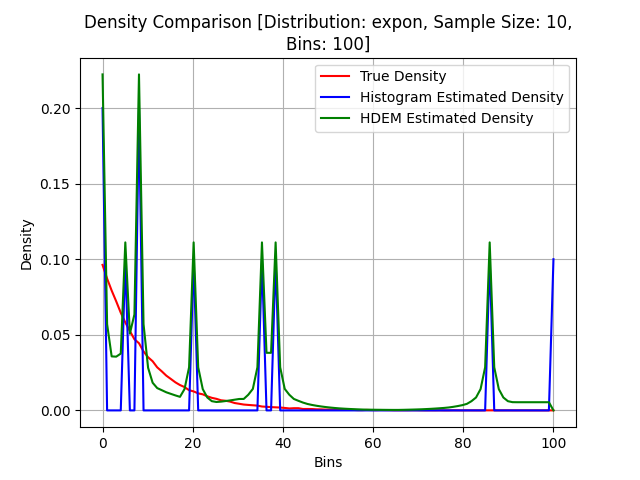 Density Comparison [Distribution: expon, Sample Size: 10,
Bins: 100]
True Density
Histogram Estimated Density
HDEM Estimated Density
Density
0.20
0.15
0.10
0.05
0.00
0 20 40 60 80 100
Bins